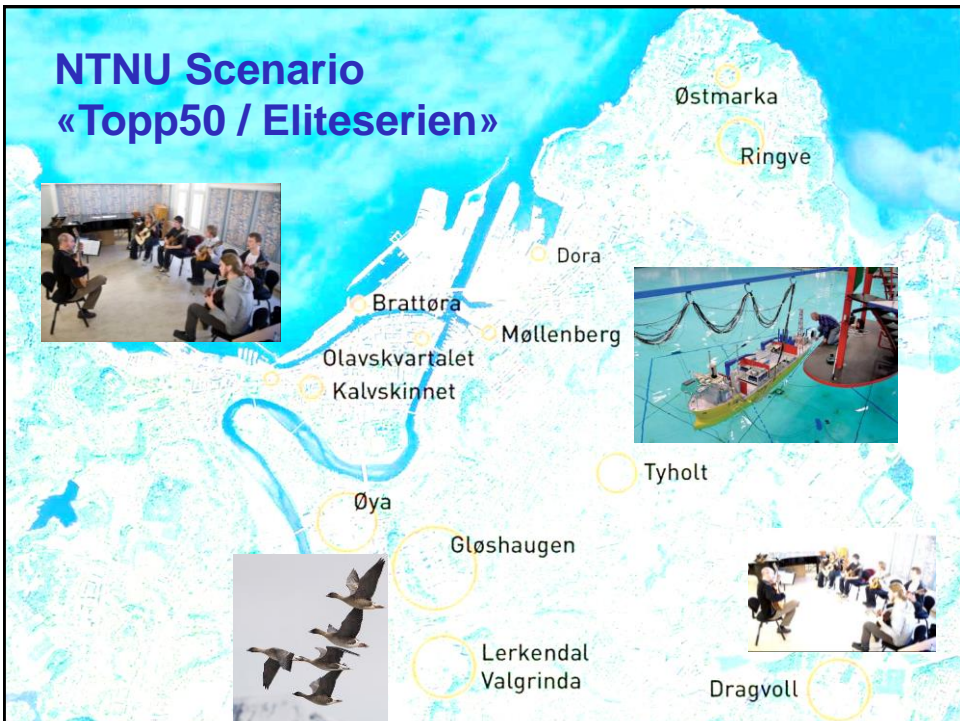 NTNU Scenario
«Topp50 / Eliteserien»
Østmarka
Ringve
Dora
Brattøra
Møllenberg
Olavskvartalet
Kalvskinnet
Tyholt
Øya
Gløshaugen
Lerkendal
Valgrinda
Dragvoll